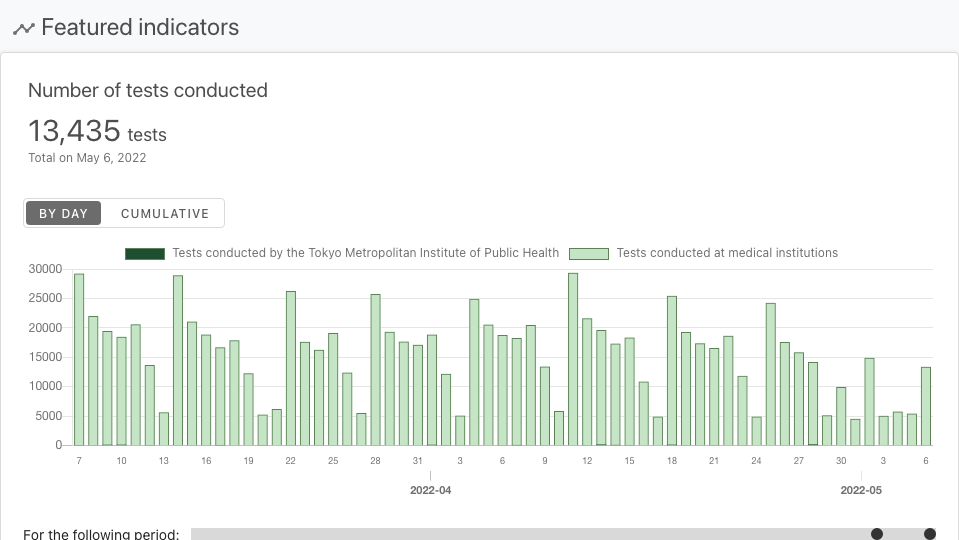 Featured indicators
Number of tests conducted
13,435 tests
Total on May 6, 2022
BY DAY CUMULATIVE
Tests conducted by the Tokyo Metropolitan Institute of Public Health Tests conducted at medical institutions
30000
25000
20000
15000
10000
5000
0
7 10 13 16 19 22 25 28 31 3 6 9 12 15 18 21 24 27 30 3 6
2022-04 2022-05
For the following period: